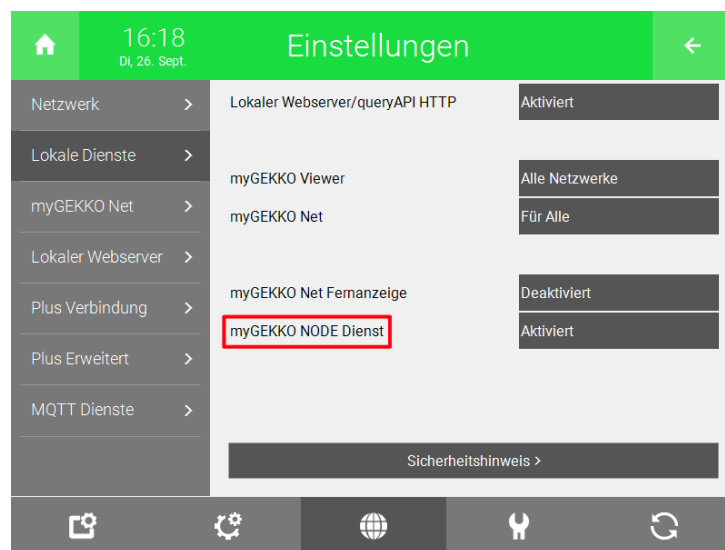 16:18
Di, 26. Sept.
Einstellungen
Netzwerk
Lokale Dienste
myGEKKO Net
Lokaler Webserver
Plus Verbindung
Plus Erweitert
MQTT Dienste
Lokaler Webserver/queryAPI HTTP Aktiviert
myGEKKO Viewer Alle Netzwerke
myGEKKO Net Für Alle
myGEKKO Net Fernanzeige Deaktiviert
myGEKKO NODE Dienst Aktiviert
Sicherheitshinweis >